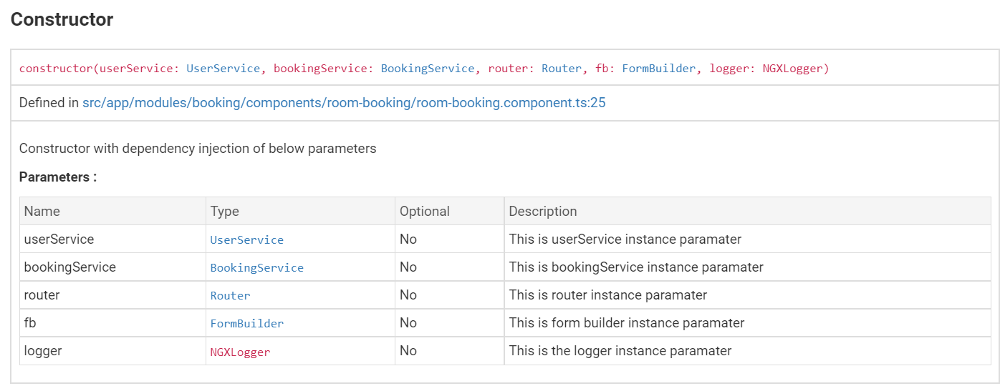 Constructor
constructor(userService: UserService, bookingService: BookingService, router: Router, fb: FormBuilder, logger: NGXLogger)
Defined in src/app/modules/booking/components/room-booking/room-booking.component.ts:25
Constructor with dependency injection of below parameters
Parameters :
Name Type Optional Description
userService UserService No This is userService instance paramater
bookingService BookingService No This is bookingService instance paramater
router Router No This is router instance paramater
fb FormBuilder No This is form builder instance paramater
logger NGXLogger No This is the logger instance paramater